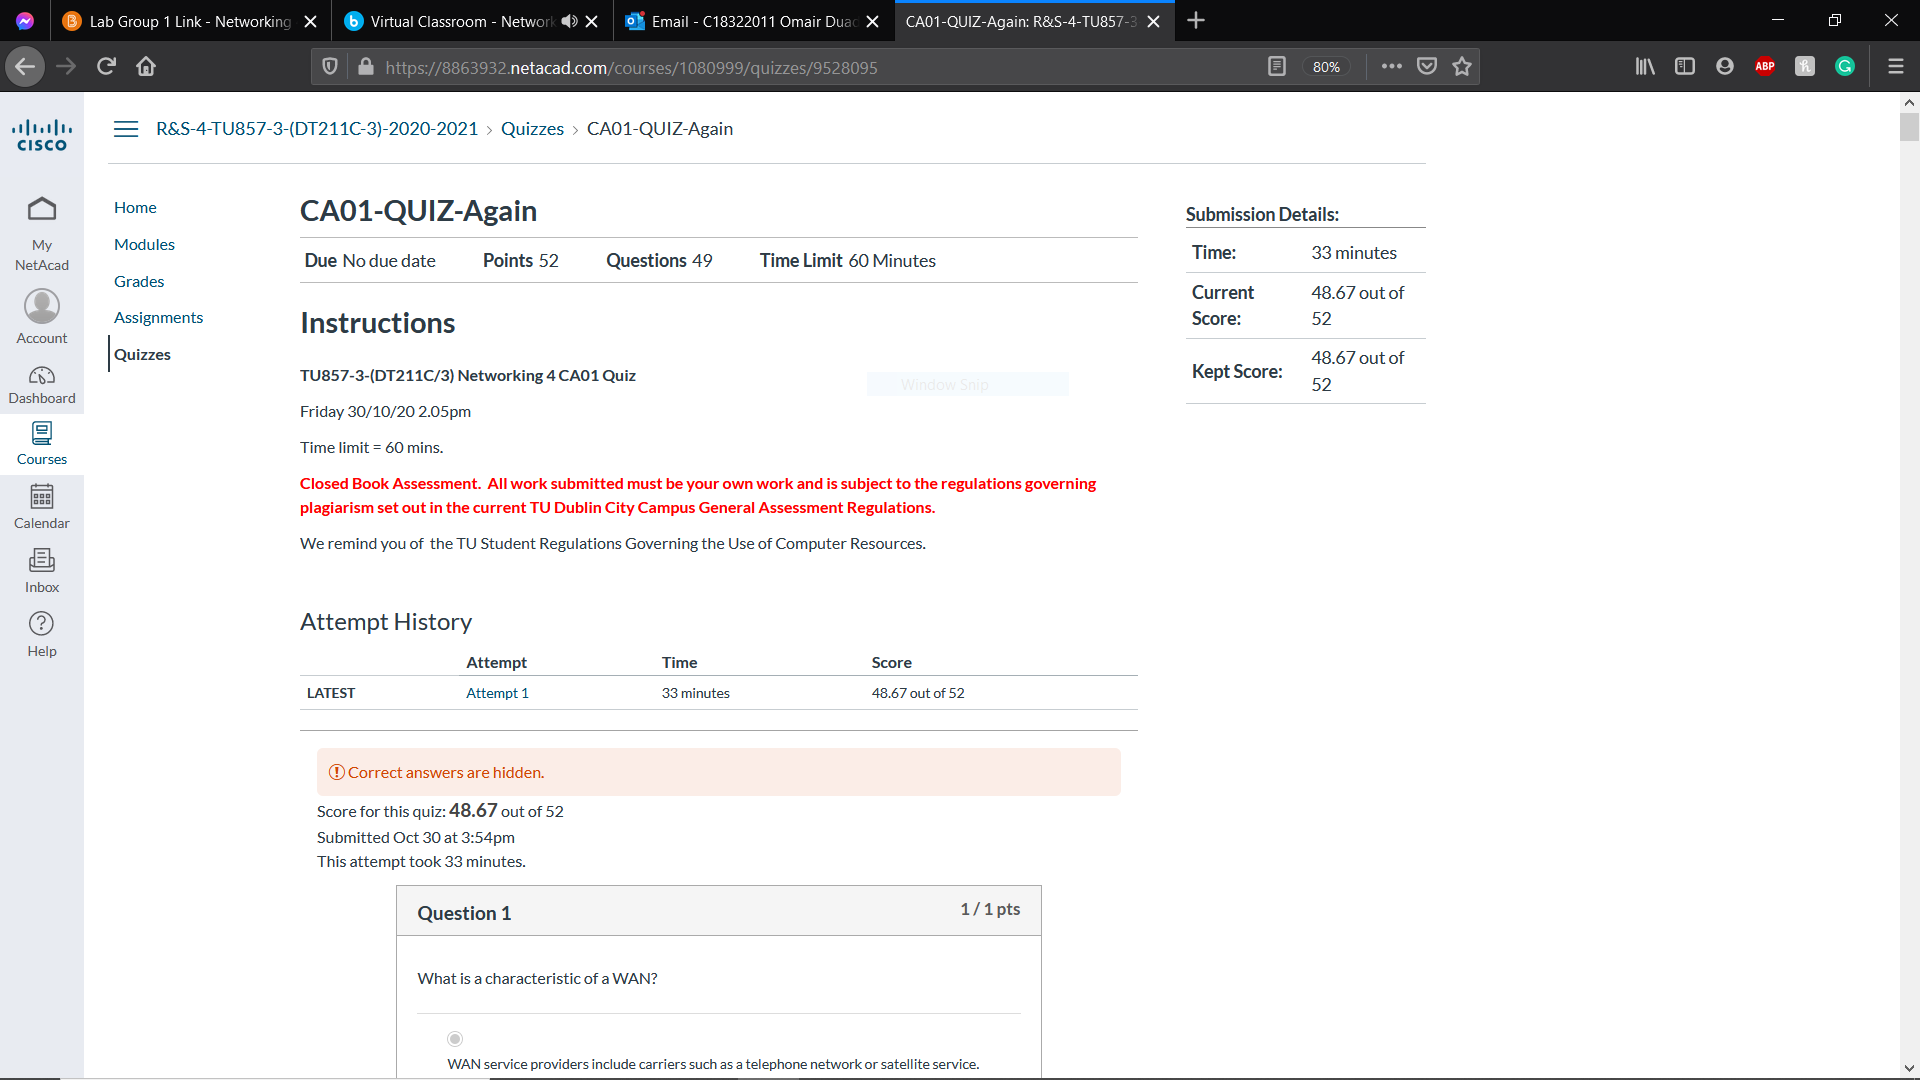 Lab Group 1 Link - Networking
Virtual Classroom - Network
Email - C18322011 Omair Duad
CA01-QUIZ-Again: R&S-4-TU857-3
https://8863932.netacad.com/courses/1080999/quizzes/9528095
80%
ABP
CISCO
R&S-4-TU857-3-(DT211C-3)-2020-2021 > Quizzes > CA01-QUIZ-Again
My
NetAcad
Account
Dashboard
Courses
Calendar
Inbox
Help
Home
Modules
Grades
Assignments
Quizzes
CA01-QUIZ-Again
Due No due date Points 52 Questions 49 Time Limit 60 Minutes
Instructions
TU857-3-(DT211C/3) Networking 4 CA01 Quiz
Window Snip
Friday 30/10/20 2.05pm
Time limit = 60 mins.
Closed Book Assessment. All work submitted must be your own work and is subject to the regulations governing
plagiarism set out in the current TU Dublin City Campus General Assessment Regulations.
We remind you of the TU Student Regulations Governing the Use of Computer Resources.
Submission Details:
Time: 33 minutes
Current 48.67 out of
Score: 52
Kept Score: 48.67 out of
52
Attempt History
Attempt Time Score
LATEST Attempt 1 33 minutes 48.67 out of 52
Correct answers are hidden.
Score for this quiz: 48.67 out of 52
Submitted Oct 30 at 3:54pm
This attempt took 33 minutes.
Question 1 1 / 1 pts
What is a characteristic of a WAN?
WAN service providers include carriers such as a telephone network or satellite service.